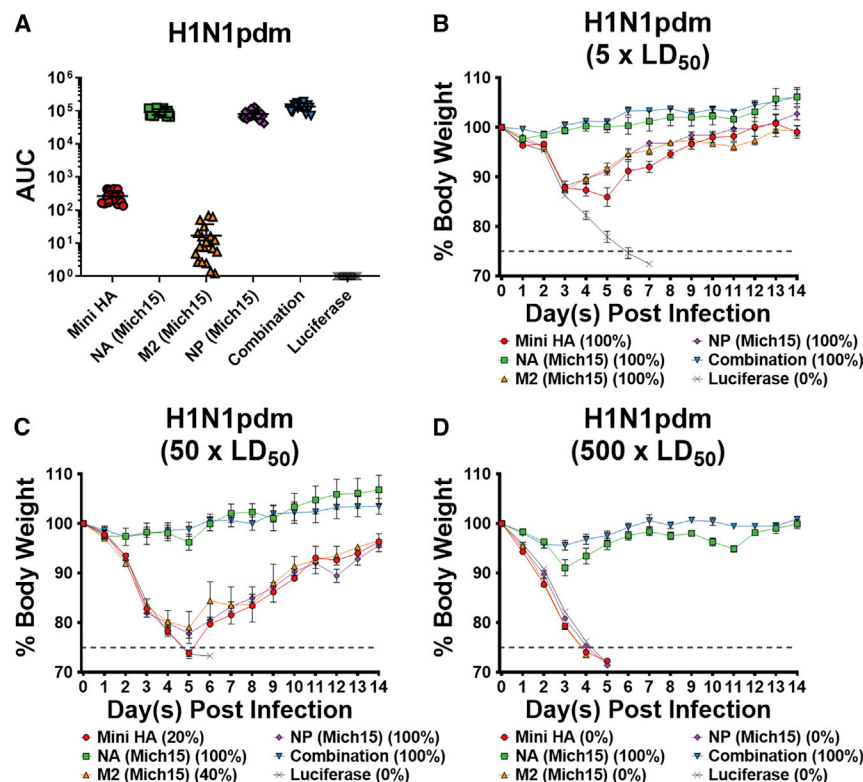 A
H1N1pdm
AUC
10⁶
10⁵
10⁴
10³
10²
10¹
10⁰
Mini HA
NA (Mich15)
M2 (Mich15)
NP (Mich15)
Combination
Luciferase
B
H1N1pdm
(5 x LD₅₀)
% Body Weight
110
100
90
80
70
0 1 2 3 4 5 6 7 8 9 10 11 12 13 14
Day(s) Post Infection
Mini HA (100%)
NA (Mich15) (100%)
M2 (Mich15) (100%)
NP (Mich15) (100%)
Combination (100%)
Luciferase (0%)
C
H1N1pdm
(50 x LD₅₀)
% Body Weight
110
100
90
80
70
0 1 2 3 4 5 6 7 8 9 10 11 12 13 14
Day(s) Post Infection
Mini HA (20%)
NA (Mich15) (100%)
M2 (Mich15) (40%)
NP (Mich15) (100%)
Combination (100%)
Luciferase (0%)
D
H1N1pdm
(500 x LD₅₀)
% Body Weight
110
100
90
80
70
0 1 2 3 4 5 6 7 8 9 10 11 12 13 14
Day(s) Post Infection
Mini HA (0%)
NA (Mich15) (100%)
M2 (Mich15) (0%)
NP (Mich15) (0%)
Combination (100%)
Luciferase (0%)